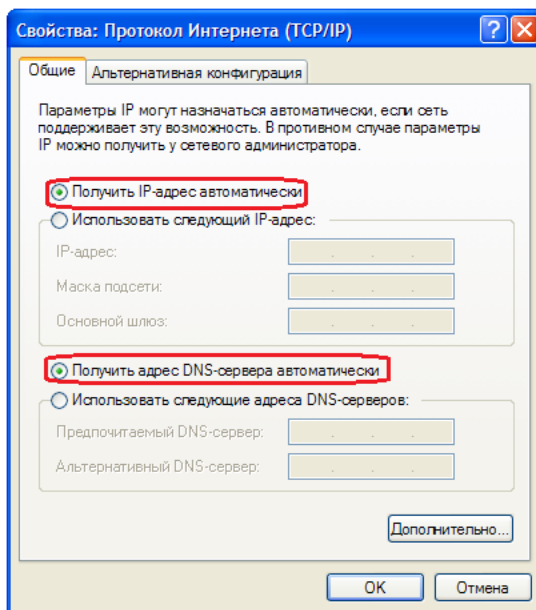 Свойства: Протокол Интернета (TCP/IP)
Общие
Альтернативная конфигурация
Параметры IP могут назначаться автоматически, если сеть
поддерживает эту возможность. В противном случае параметры
IP можно получить у сетевого администратора.
Получить IP-адрес автоматически
Использовать следующий IP-адрес:
IP-адрес:
Маска подсети:
Основной шлюз:
Получить адрес DNS-сервера автоматически
Использовать следующие адреса DNS-серверов:
Предпочитаемый DNS-сервер:
Альтернативный DNS-сервер:
Дополнительно...
OK
Отмена